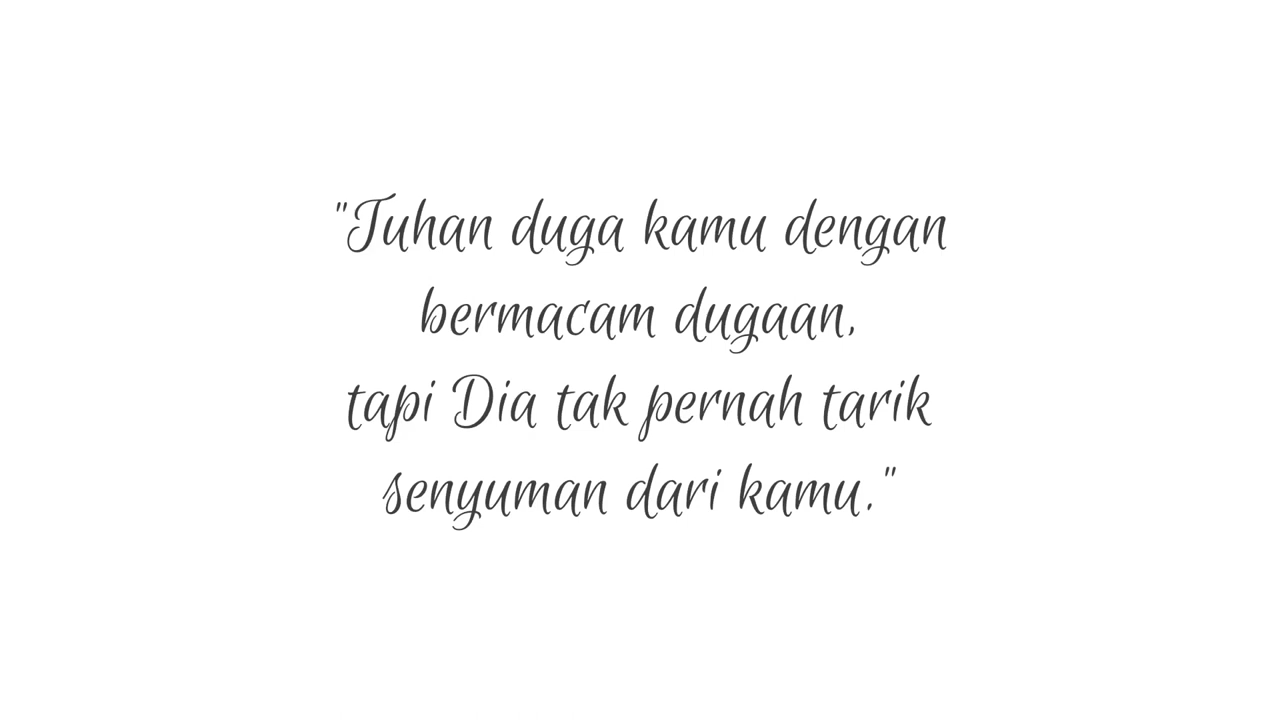 "Tuhan duga kamu dengan
bermacam dugaan,
tapi Dia tak pernah tarik
senyuman dari kamu."